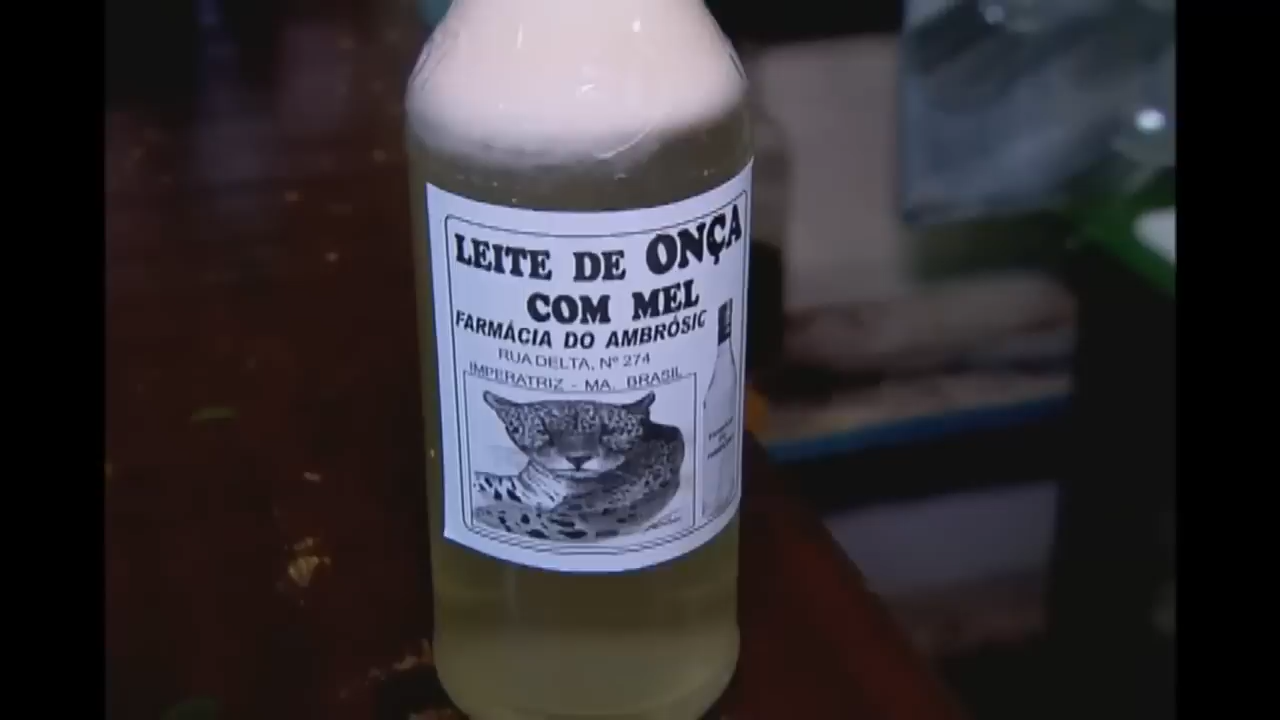 LEITE DE ONÇA
COM MEL
FARMÁCIA DO AMBRÓSIO
RUA DELTA, Nº 274
IMPERATRIZ - MA. BRASIL